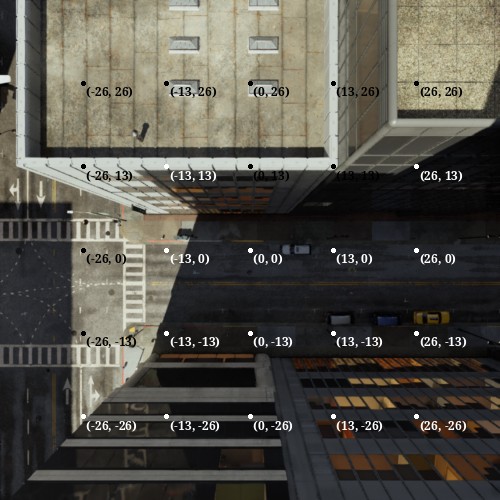 (-26, 26) (-13, 26) (0, 26) (13, 26) (26, 26)
(-26, 13) (-13, 13) (0, 13) (13, 13) (26, 13)
(-26, 0) (-13, 0) (0, 0) (13, 0) (26, 0)
(-26, -13) (-13, -13) (0, -13) (13, -13) (26, -13)
(-26, -26) (-13, -26) (0, -26) (13, -26) (26, -26)